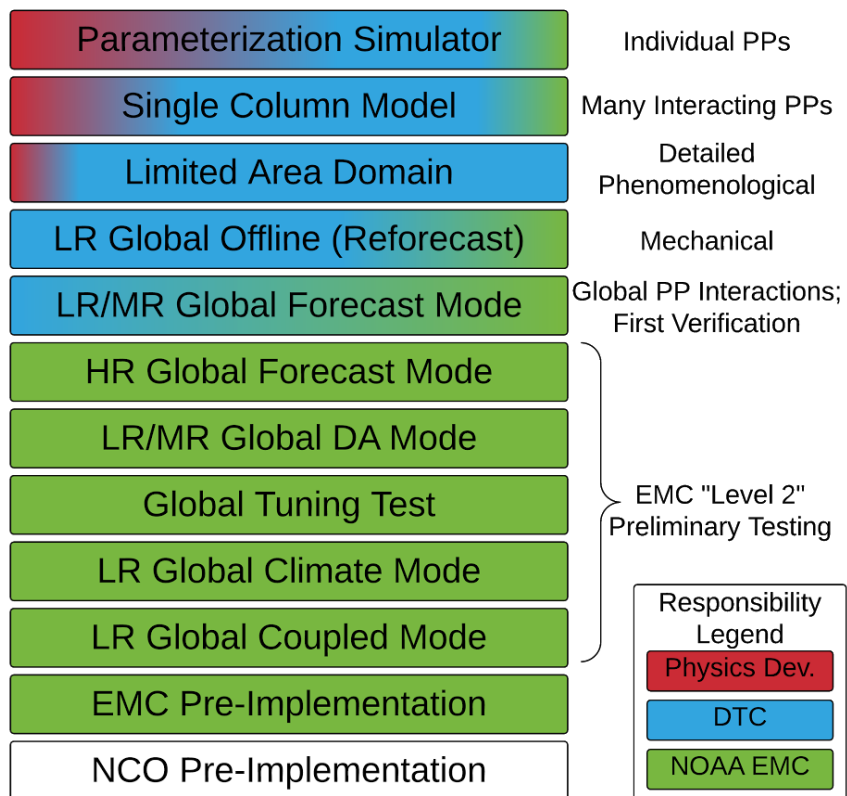 Parameterization Simulator
Individual PPs
Single Column Model
Many Interacting PPs
Limited Area Domain
Detailed
Phenomenological
LR Global Offline (Reforecast)
Mechanical
LR/MR Global Forecast Mode
Global PP Interactions;
First Verification
HR Global Forecast Mode
LR/MR Global DA Mode
Global Tuning Test
LR Global Climate Mode
LR Global Coupled Mode
EMC "Level 2"
Preliminary Testing
EMC Pre-Implementation
NCO Pre-Implementation
Responsibility
Legend
Physics Dev.
DTC
NOAA EMC